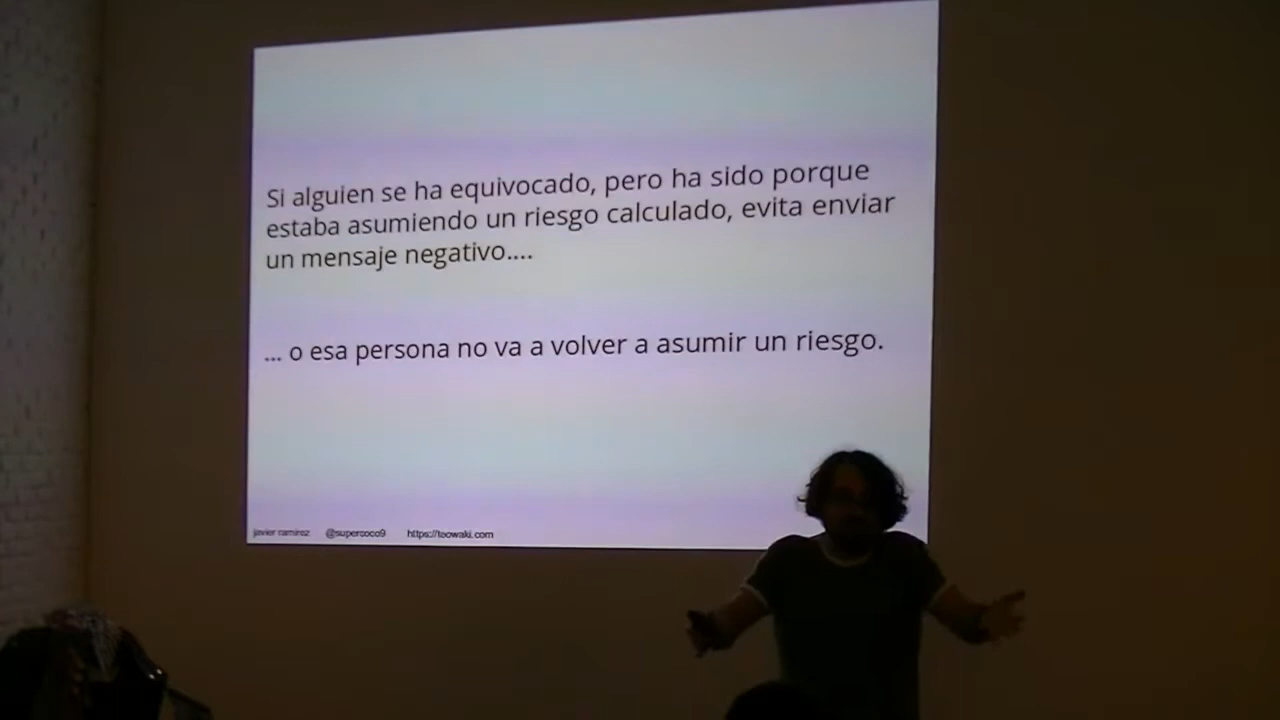 Si alguien se ha equivocado, pero ha sido porque
estaba asumiendo un riesgo calculado, evita enviar
un mensaje negativo....
... o esa persona no va a volver a asumir un riesgo.
javier ramirez @supercoco9 https://teowaki.com